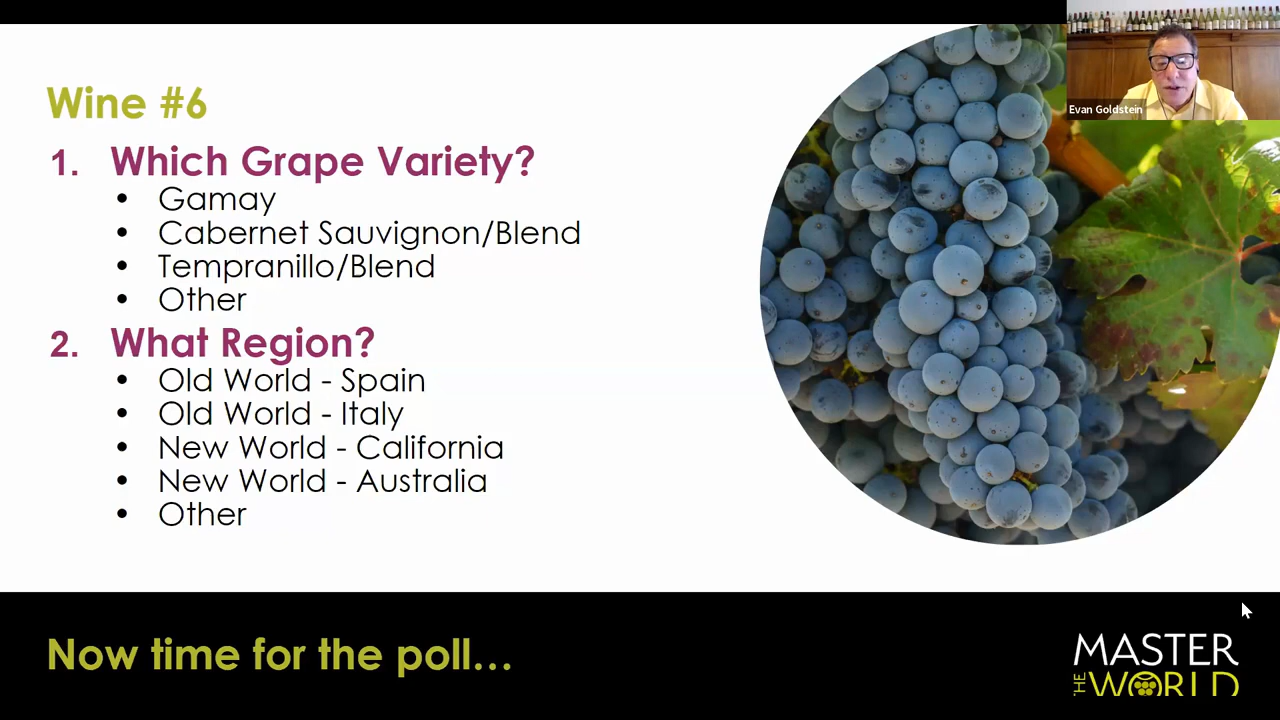 Wine #6
1. Which Grape Variety?
• Gamay
• Cabernet Sauvignon/Blend
• Tempranillo/Blend
• Other
2. What Region?
• Old World - Spain
• Old World - Italy
• New World - California
• New World - Australia
• Other
Now time for the poll...
Evan Goldstein
MASTER
THE WORLD